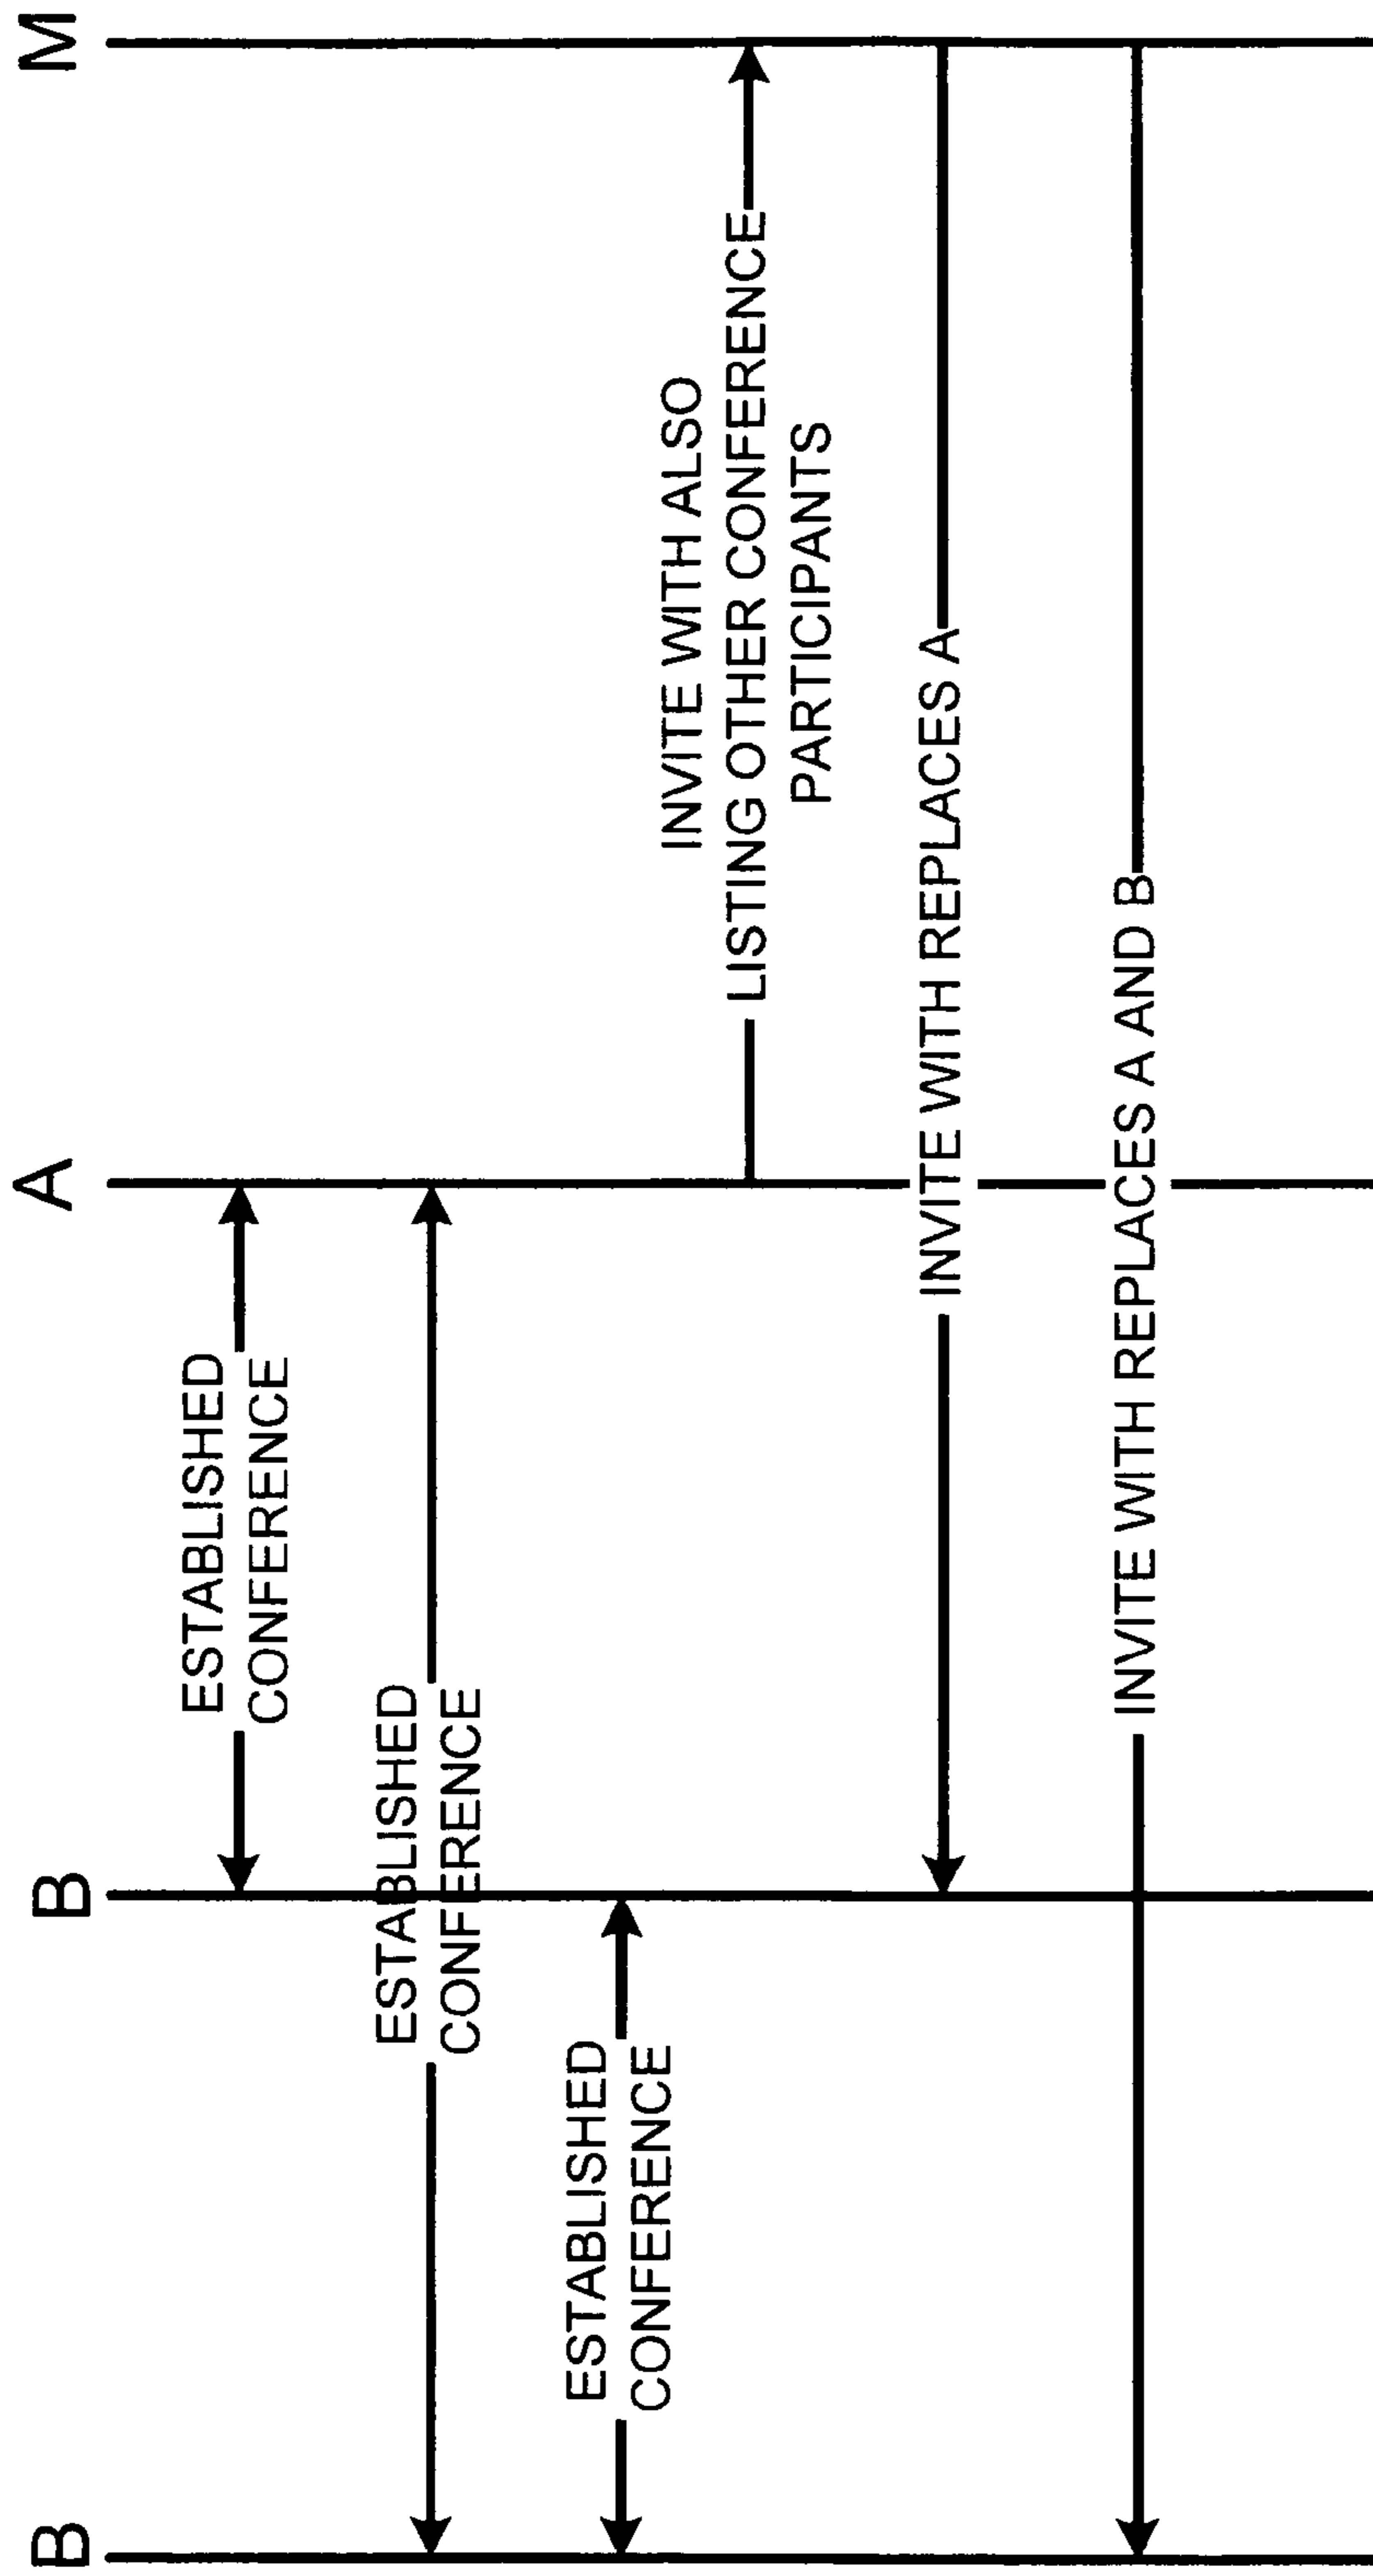 B
B
A
M
ESTABLISHED
CONFERENCE
ESTABLISHED
CONFERENCE
ESTABLISHED
CONFERENCE
INVITE WITH ALSO
LISTING OTHER CONFERENCE
PARTICIPANTS
INVITE WITH REPLACES A
INVITE WITH REPLACES A AND B